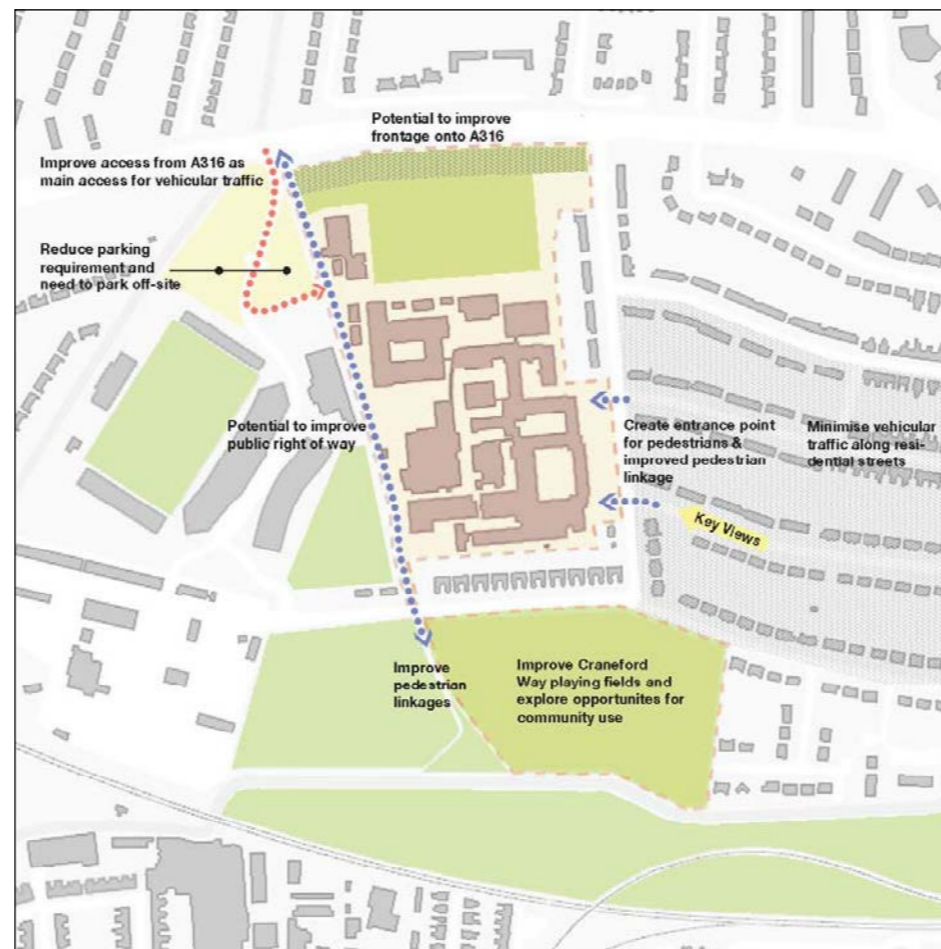 Potential to improve
frontage onto A316
Improve access from A316 as
main access for vehicular traffic
Reduce parking
requirement and
need to park off-site
Potential to improve
public right of way
Create entrance point
for pedestrians &
improved pedestrian
linkage
Minimise vehicular
traffic along resi-
dential streets
Key Views
Improve
pedestrian
linkages
Improve Craneford
Way playing fields and
explore opportunites for
community use